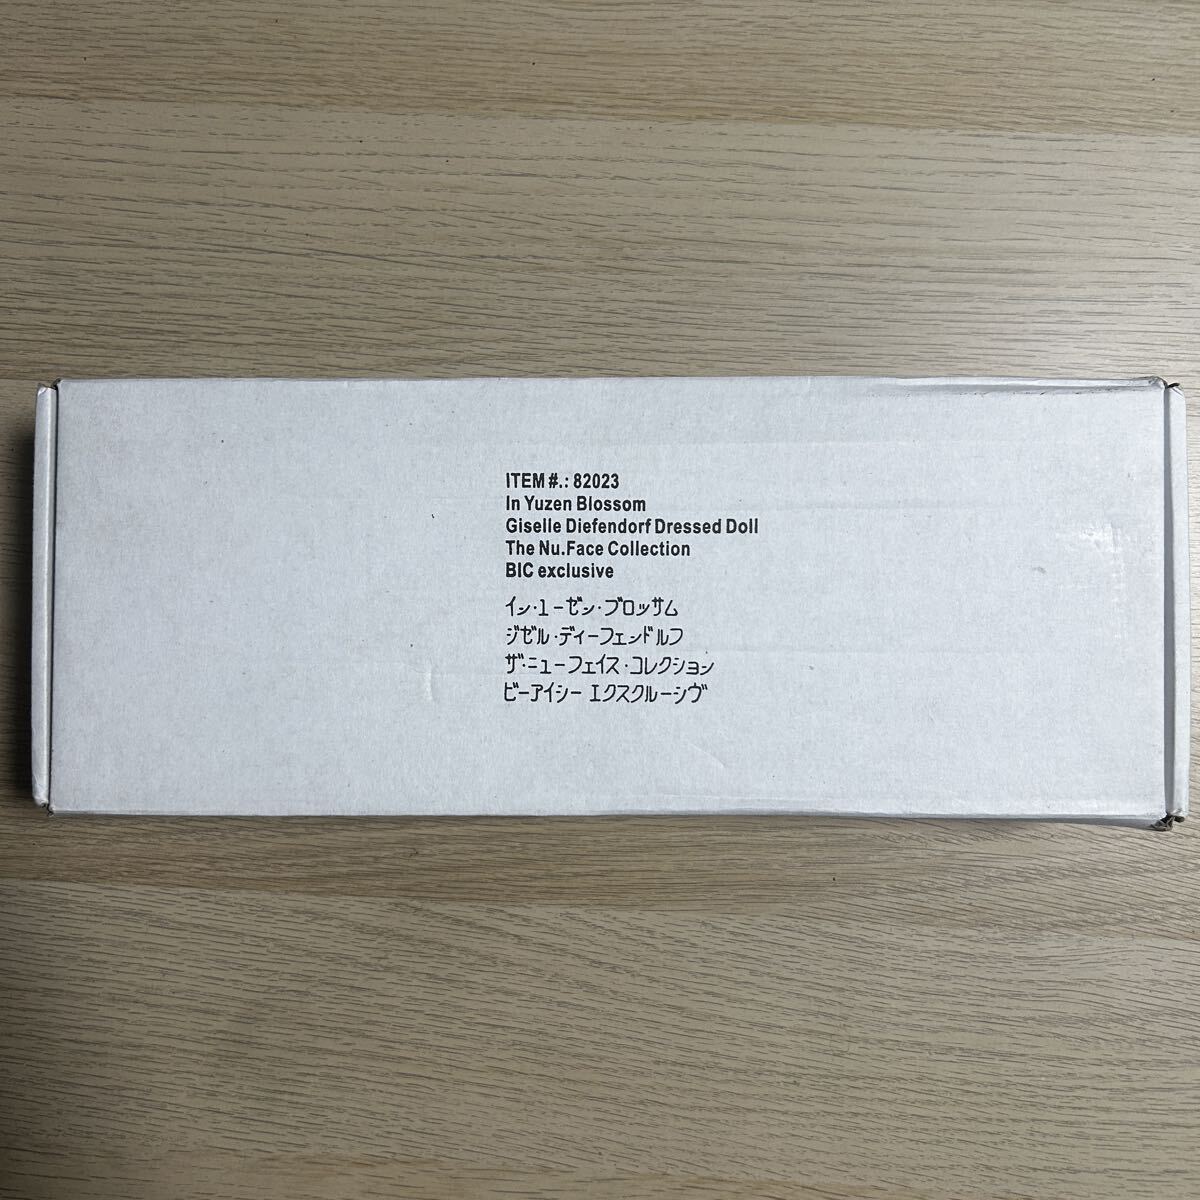 ITEM #.: 82023
In Yuzen Blossom
Giselle Diefendorf Dressed Doll
The Nu.Face Collection
BIC exclusive
イン・ユーゼン・ブロッサム
ジゼル・ディーフェンドルフ
ザ・ニューフェイス・コレクション
ビーアイシー エクスクルーシヴ